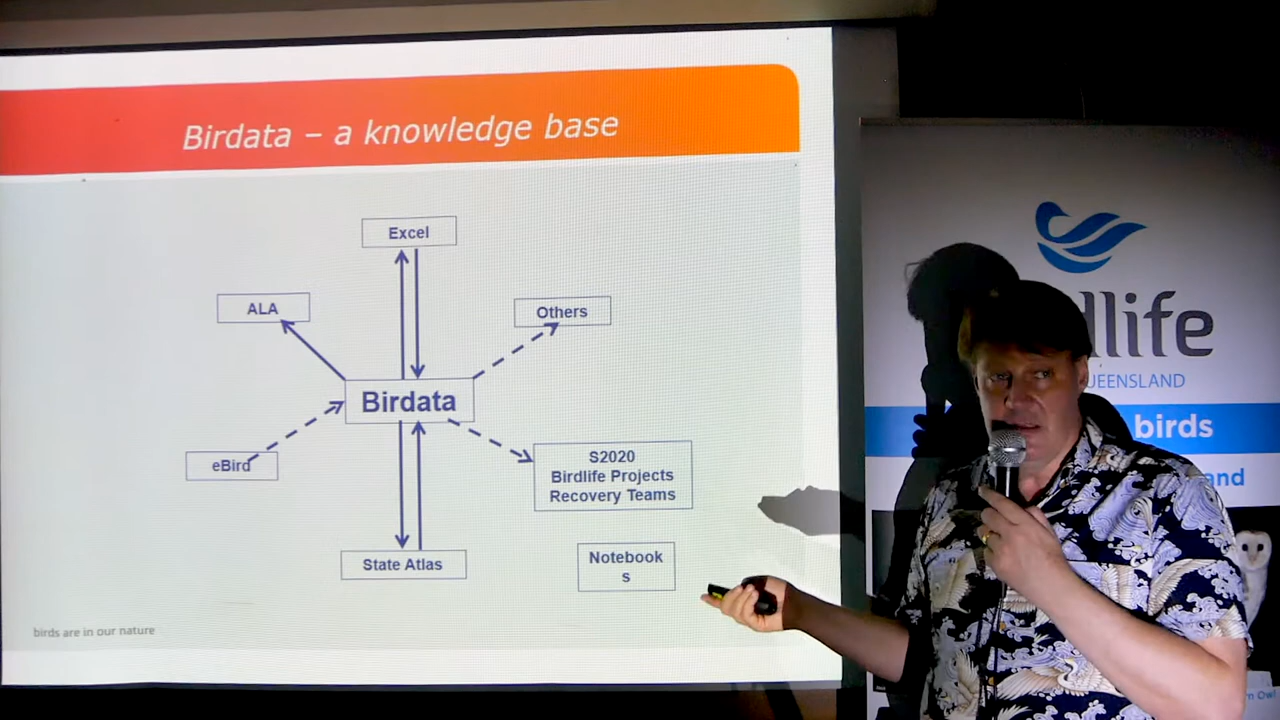 Birdata – a knowledge base
Excel
ALA
Others
Birdata
eBird
S2020
Birdlife Projects
Recovery Teams
State Atlas
Notebook
s
birds are in our nature
dlife
UEENSLAND
birds
and
Owl